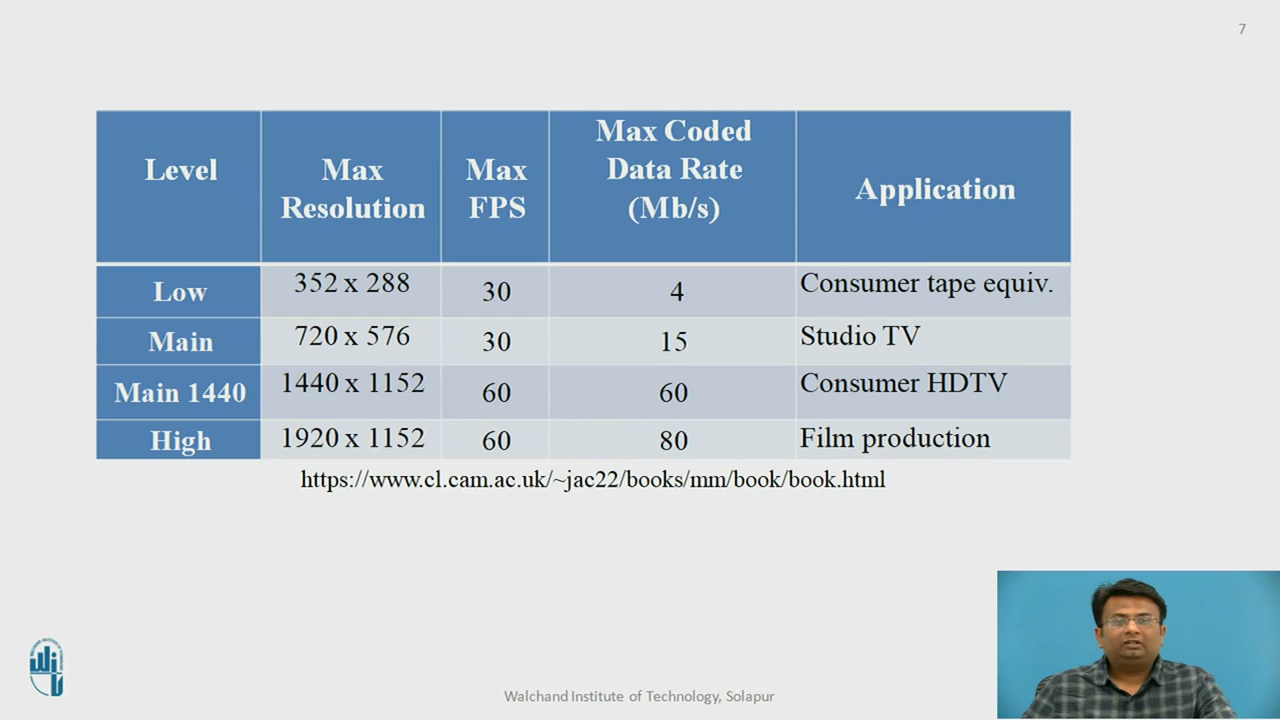 7
Level
Max
Resolution
Max
FPS
Max Coded
Data Rate
(Mb/s)
Application
Low
352 x 288
30
4
Consumer tape equiv.
Main
720 x 576
30
15
Studio TV
Main 1440
1440 x 1152
60
60
Consumer HDTV
High
1920 x 1152
60
80
Film production
https://www.cl.cam.ac.uk/~jac22/books/mm/book/book.html
Walchand Institute of Technology, Solapur